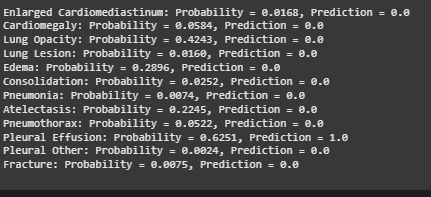 Enlarged Cardiomediastinum: Probability = 0.0168, Prediction = 0.0
Cardiomegaly: Probability = 0.0584, Prediction = 0.0
Lung Opacity: Probability = 0.4243, Prediction = 0.0
Lung Lesion: Probability = 0.0160, Prediction = 0.0
Edema: Probability = 0.2896, Prediction = 0.0
Consolidation: Probability = 0.0252, Prediction = 0.0
Pneumonia: Probability = 0.0074, Prediction = 0.0
Atelectasis: Probability = 0.2245, Prediction = 0.0
Pneumothorax: Probability = 0.0522, Prediction = 0.0
Pleural Effusion: Probability = 0.6251, Prediction = 1.0
Pleural Other: Probability = 0.0024, Prediction = 0.0
Fracture: Probability = 0.0075, Prediction = 0.0